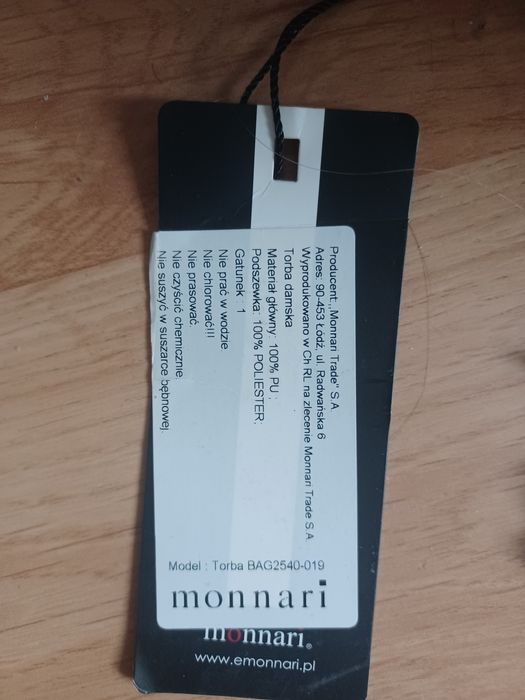 Producent: „Monnari Trade" S.A.
Adres: 90-453 Łódź, ul. Radwańska 6
Wyprodukowano w Ch RL na zlecenie Monnari Trade S.A.
Torba damska
Materiał główny: 100% PU ;
Podszewka: 100% POLIESTER;
Gatunek : 1
Nie prać w wodzie
Nie chlorować!!!
Nie prasować.
Nie czyścić chemicznie;
Nie suszyć w suszarce bębnowej.
Model : Torba BAG2540-019
monnari
monnari®
www.emonnari.pl